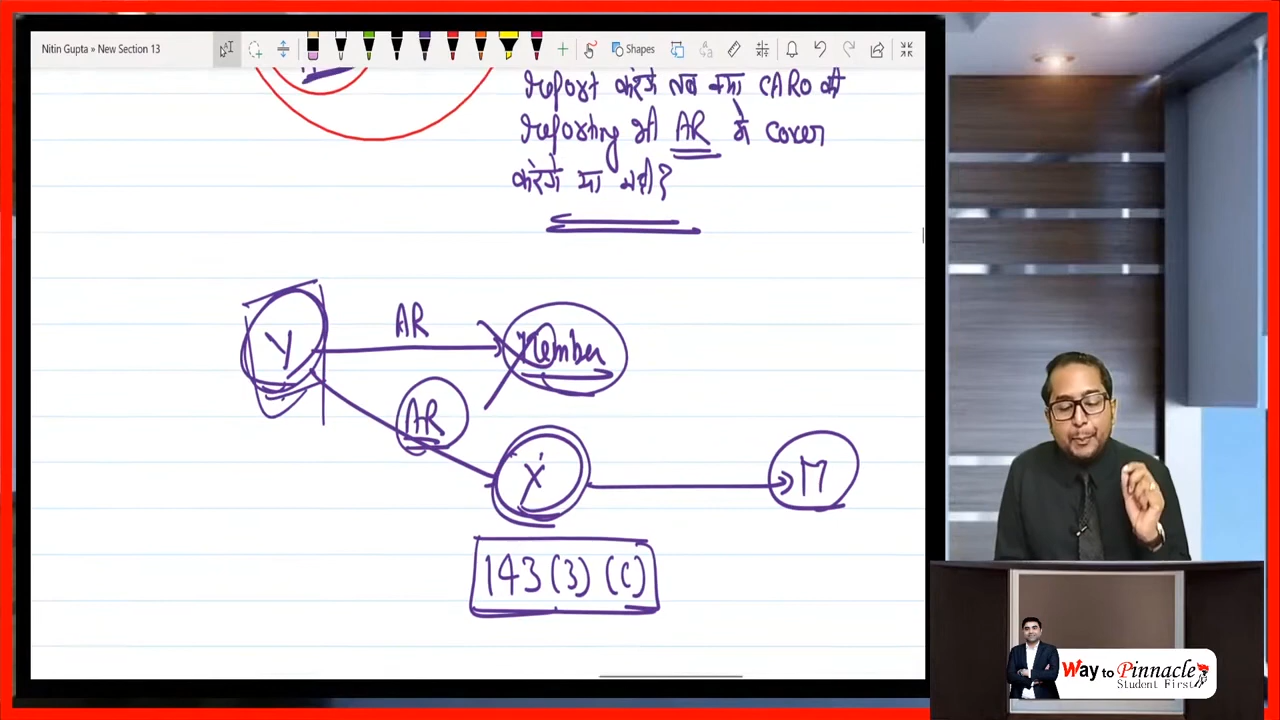 Nitin Gupta » New Section 13
Shapes
report करेंगे तब क्या CARO की
reporting भी AR में cover
करेंगे या नही?
Y
AR
Member
AR
X
M
143(3)(C)
Way to Pinnacle
Student First